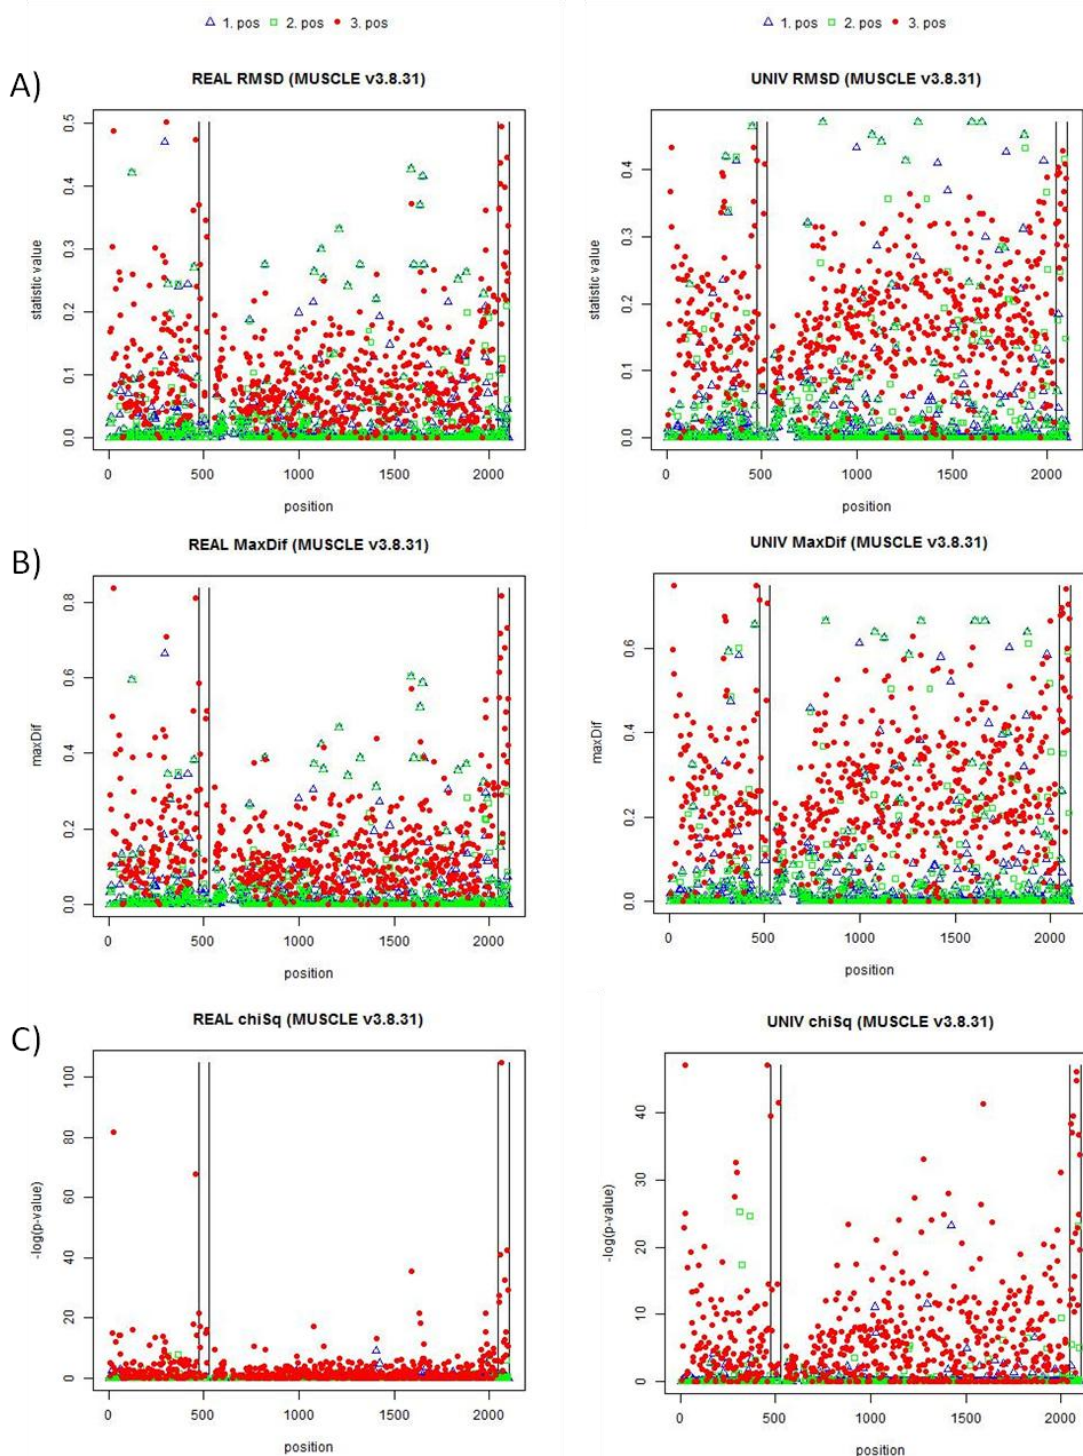 1. pos 2. pos 3. pos
1. pos 2. pos 3. pos
A)
REAL RMSD (MUSCLE v3.8.31)
statistic value
0.5
0.4
0.3
0.2
0.1
0.0
0 500 1000 1500 2000
position
UNIV RMSD (MUSCLE v3.8.31)
statistic value
0.4
0.3
0.2
0.1
0.0
0 500 1000 1500 2000
position
B)
REAL MaxDif (MUSCLE v3.8.31)
maxDif
0.8
0.6
0.4
0.2
0.0
0 500 1000 1500 2000
position
UNIV MaxDif (MUSCLE v3.8.31)
maxDif
0.6
0.4
0.2
0.0
0 500 1000 1500 2000
position
C)
REAL chiSq (MUSCLE v3.8.31)
-log(p-value)
100
80
60
40
20
0
0 500 1000 1500 2000
position
UNIV chiSq (MUSCLE v3.8.31)
-log(p-value)
40
30
20
10
0
0 500 1000 1500 2000
position